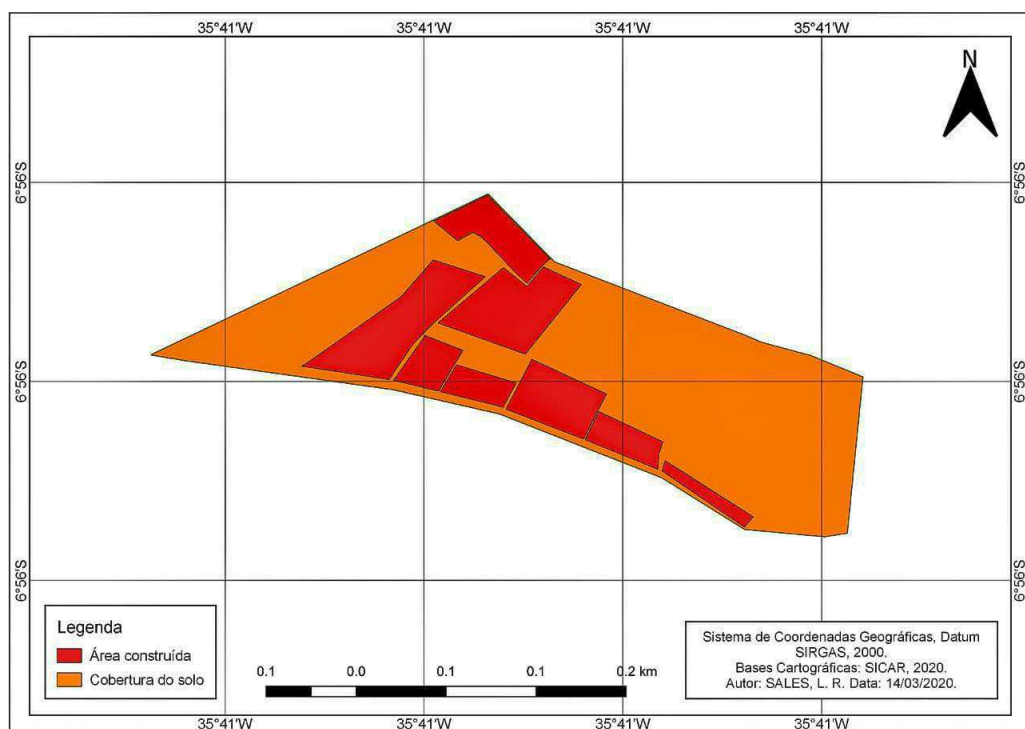 35°41'W 35°41'W 35°41'W 35°41'W
N
6°56'S 6°56'S
6°56'S 6°56'S
6°56'S 6°56'S
Legenda
Área construída
Cobertura do solo
0.1 0.0 0.1 0.1 0.2 km
Sistema de Coordenadas Geográficas, Datum
SIRGAS, 2000.
Bases Cartográficas: SICAR, 2020.
Autor: SALES, L. R. Data: 14/03/2020.
35°41'W 35°41'W 35°41'W 35°41'W